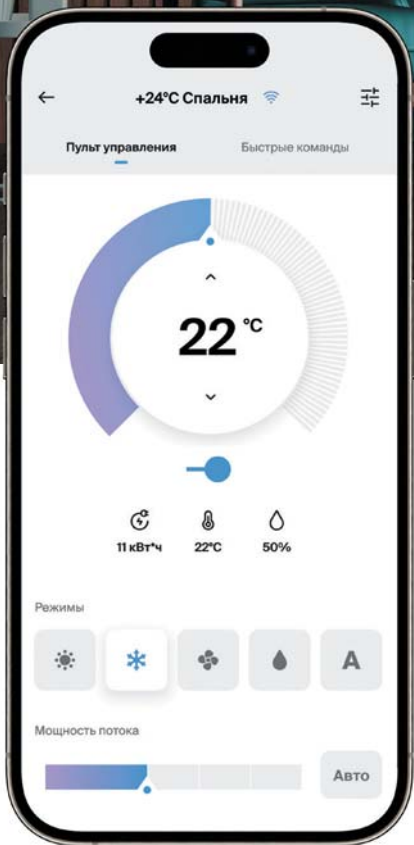 +24°C Спальня
Пульт управления Быстрые команды
22 °C
11 кВт*ч 22°C 50%
Режимы
A
Мощность потока
Авто